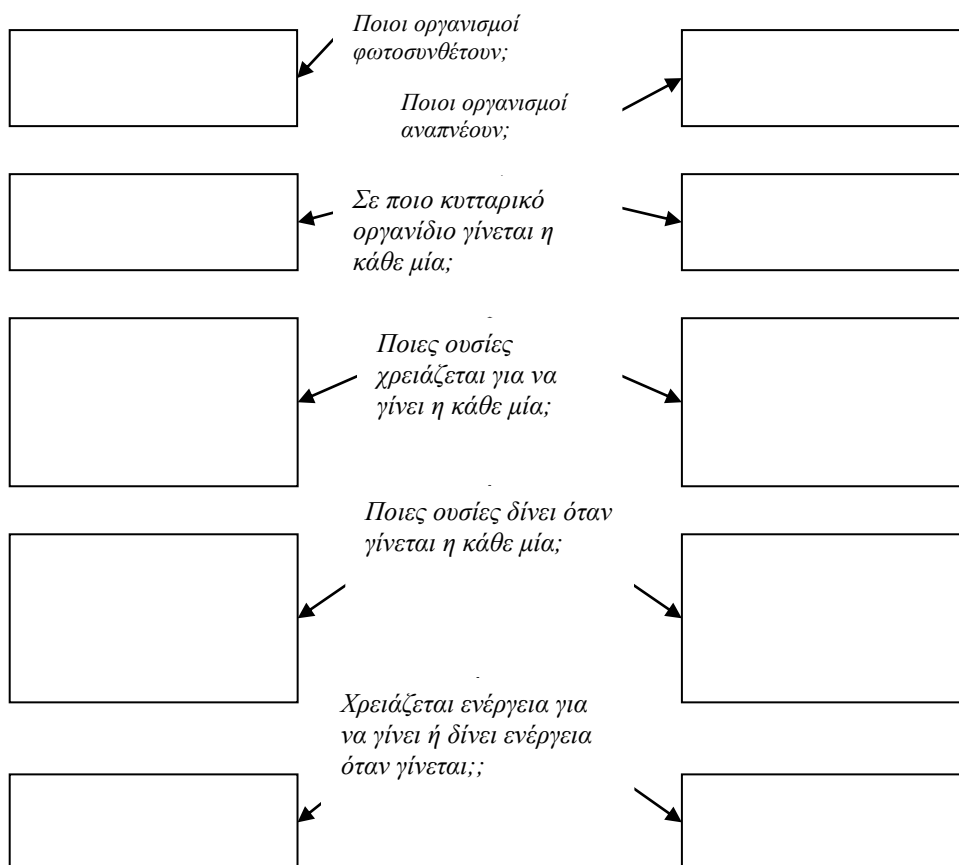 Ποιοι οργανισμοί
φωτοσυνθέτουν;
Ποιοι οργανισμοί
αναπνέουν;
Σε ποιο κυτταρικό
οργανίδιο γίνεται η
κάθε μία;
Ποιες ουσίες
χρειάζεται για να
γίνει η κάθε μία;
Ποιες ουσίες δίνει όταν
γίνεται η κάθε μία;
Χρειάζεται ενέργεια για
να γίνει ή δίνει ενέργεια
όταν γίνεται;;